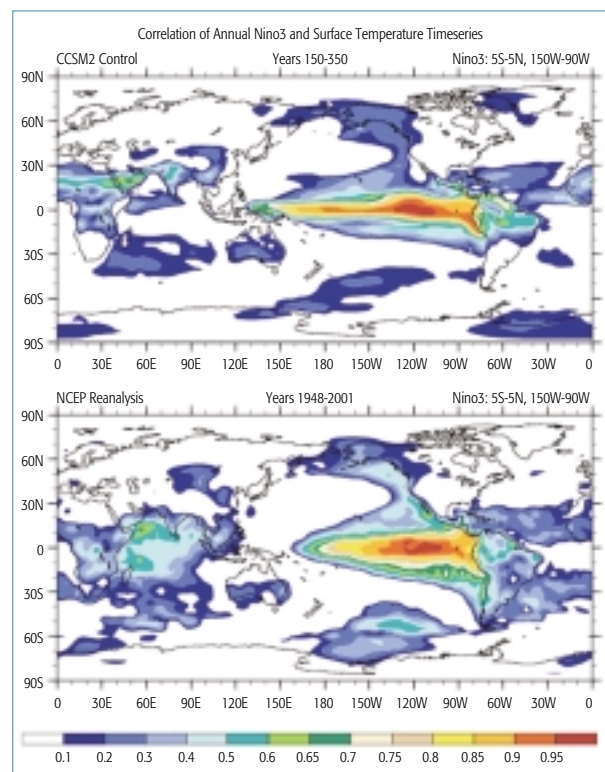 Correlation of Annual Nino3 and Surface Temperature Timeseries
CCSM2 Control Years 150-350 Nino3: 5S-5N, 150W-90W
90N
60N
30N
0
30S
60S
90S
0 30E 60E 90E 120E 150E 180E 150W 120W 90W 60W 30W 0
NCEP Reanalysis Years 1948-2001 Nino3: 5S-5N, 150W-90W
90N
60N
30N
0
30S
60S
90S
0 30E 60E 90E 120E 150E 180E 150W 120W 90W 60W 30W 0
0.1 0.2 0.3 0.4 0.5 0.6 0.65 0.7 0.75 0.8 0.85 0.9 0.95